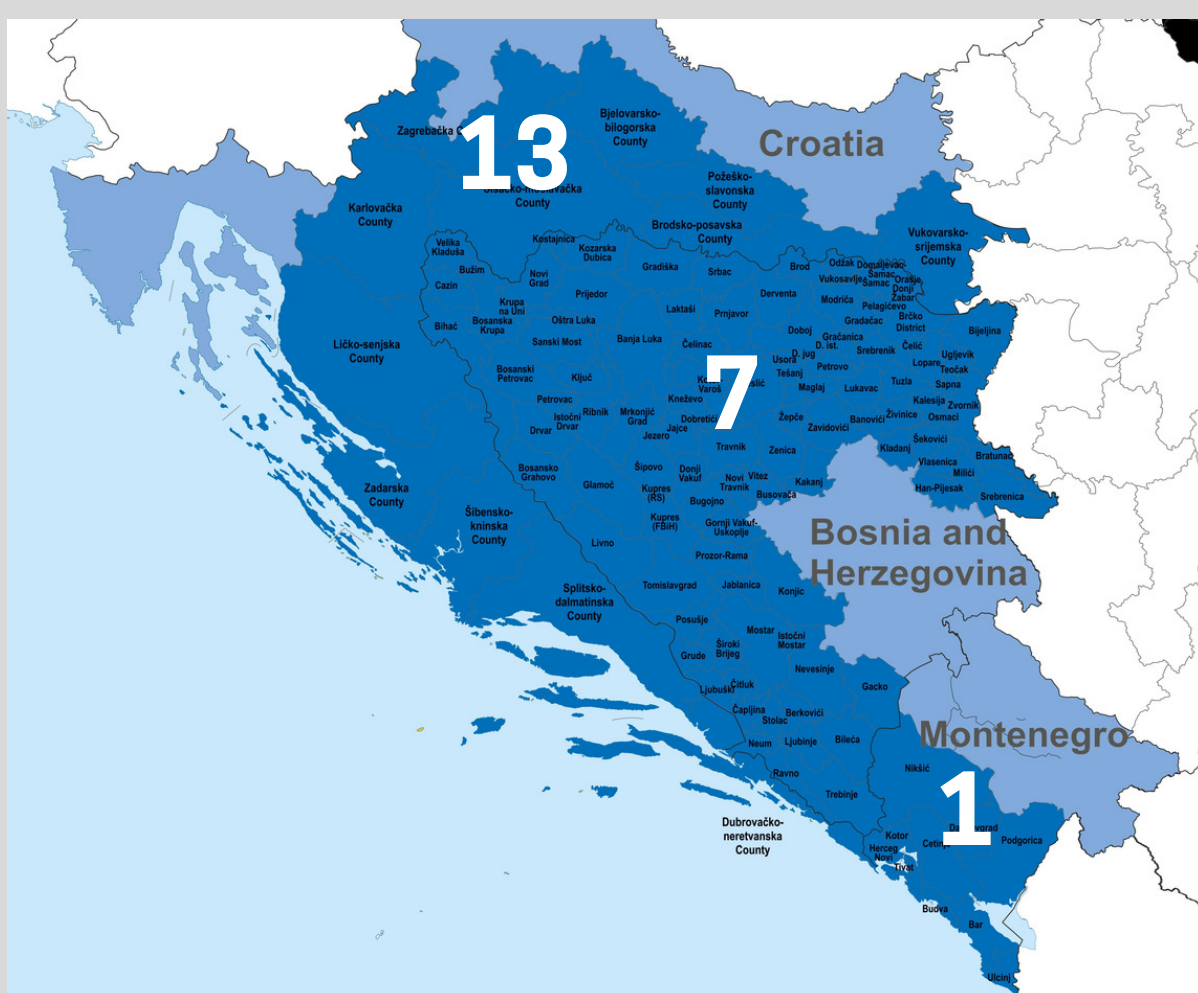 Zagrebačka
13
Bjelovarsko-
bilogorska
County
Croatia
Požeško-
slavonska
County
County
Karlovačka
County
Brodsko-posavska
County
Vukovarsko-
srijemska
County
Velika
Kladuša
Bužim
Cazin
Kostajnica
Kozarska
Dubica
Novi
Grad
Gradiška
Srbac
Brod
Odžak
Domaljevac-
Šamac
Šamac
Orašje
Donji
Žabar
Vukosavlje
Prijedor
Derventa
Modriča
Pelagićevo
Krupa
na Uni
Bosanska
Krupa
Oštra Luka
Laktaši
Prnjavor
Gradačac
Brčko
District
Bijeljina
Bihać
Ličko-senjska
County
Sanski Most
Banja Luka
Čelinac
Doboj
Gračanica
D. ist.
D. jug
Srebrenik
Čelić
Usora
Tešanj
Petrovo
Lopare
Ugljevik
Teočak
Bosanski
Petrovac
Ključ
7
Varoš
Kneževo
Maglaj
Lukavac
Tuzla
Sapna
Petrovac
Kalesija
Zvornik
Drvar
Istočni
Drvar
Ribnik
Mrkonjić
Grad
Jezero
Jajce
Dobretići
Žepče
Zavidovići
Banovići
Živinice
Osmaci
Travnik
Zenica
Kladanj
Šekovići
Vlasenica
Bratunac
Milići
Bosansko
Grahovo
Glamoč
Šipovo
Donji
Vakuf
Novi
Travnik
Vitez
Busovača
Kakanj
Han-Pijesak
Srebrenica
Zadarska
County
Kupres
(RS)
Bugojno
Šibensko-
kninska
County
Kupres
(FBiH)
Gornji Vakuf-
Uskoplje
Bosnia and
Herzegovina
Livno
Prozor-Rama
Splitsko-
dalmatinska
County
Tomislavgrad
Jablanica
Konjic
Posušje
Mostar
Istočni
Mostar
Grude
Široki
Brijeg
Nevesinje
Ljubuški
Čitluk
Gacko
Čapljina
Stolac
Berkovići
Montenegro
Neum
Ljubinje
Bileća
Ravno
Nikšić
Trebinje
1
Dubrovačko-
neretvanska
County
Kotor
Herceg
Novi
Tivat
Podgorica
Budva
Bar
Ulcinj